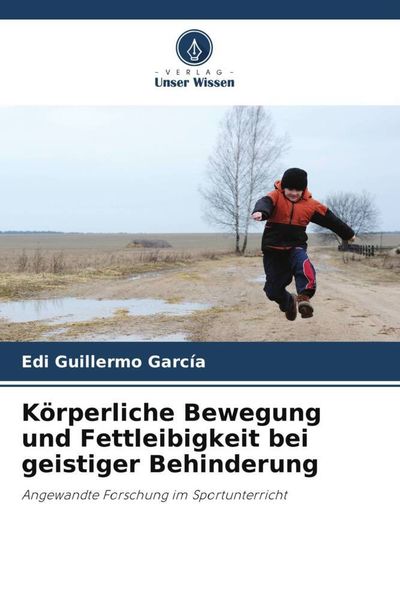 - VERLAG -
Unser Wissen
Edi Guillermo García
Körperliche Bewegung
und Fettleibigkeit bei
geistiger Behinderung
Angewandte Forschung im Sportunterricht